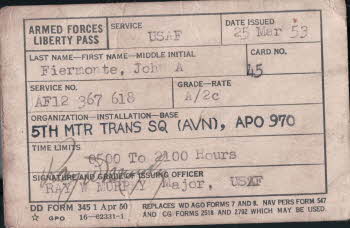 ARMED FORCES LIBERTY PASS
SERVICE
USAF
DATE ISSUED
25 Mar 53
LAST NAME—FIRST NAME—MIDDLE INITIAL
Fiermonte, John A
CARD NO.
45
SERVICE NO.
AF12 367 618
GRADE—RATE
A/2c
ORGANIZATION—INSTALLATION—BASE
5TH MTR TRANS SQ (AVN), APO 970
TIME LIMITS
0500 To 2100 Hours
SIGNATURE AND GRADE OF ISSUING OFFICER
RAY W MURPHY Major, USAF
DD FORM 345 1 Apr 50
REPLACES WD AGO FORMS 7 AND 8. NAV PERS FORM 547
☆ GPO 16—62331-1
AND CG FORMS 2518 AND 2792 WHICH MAY BE USED.